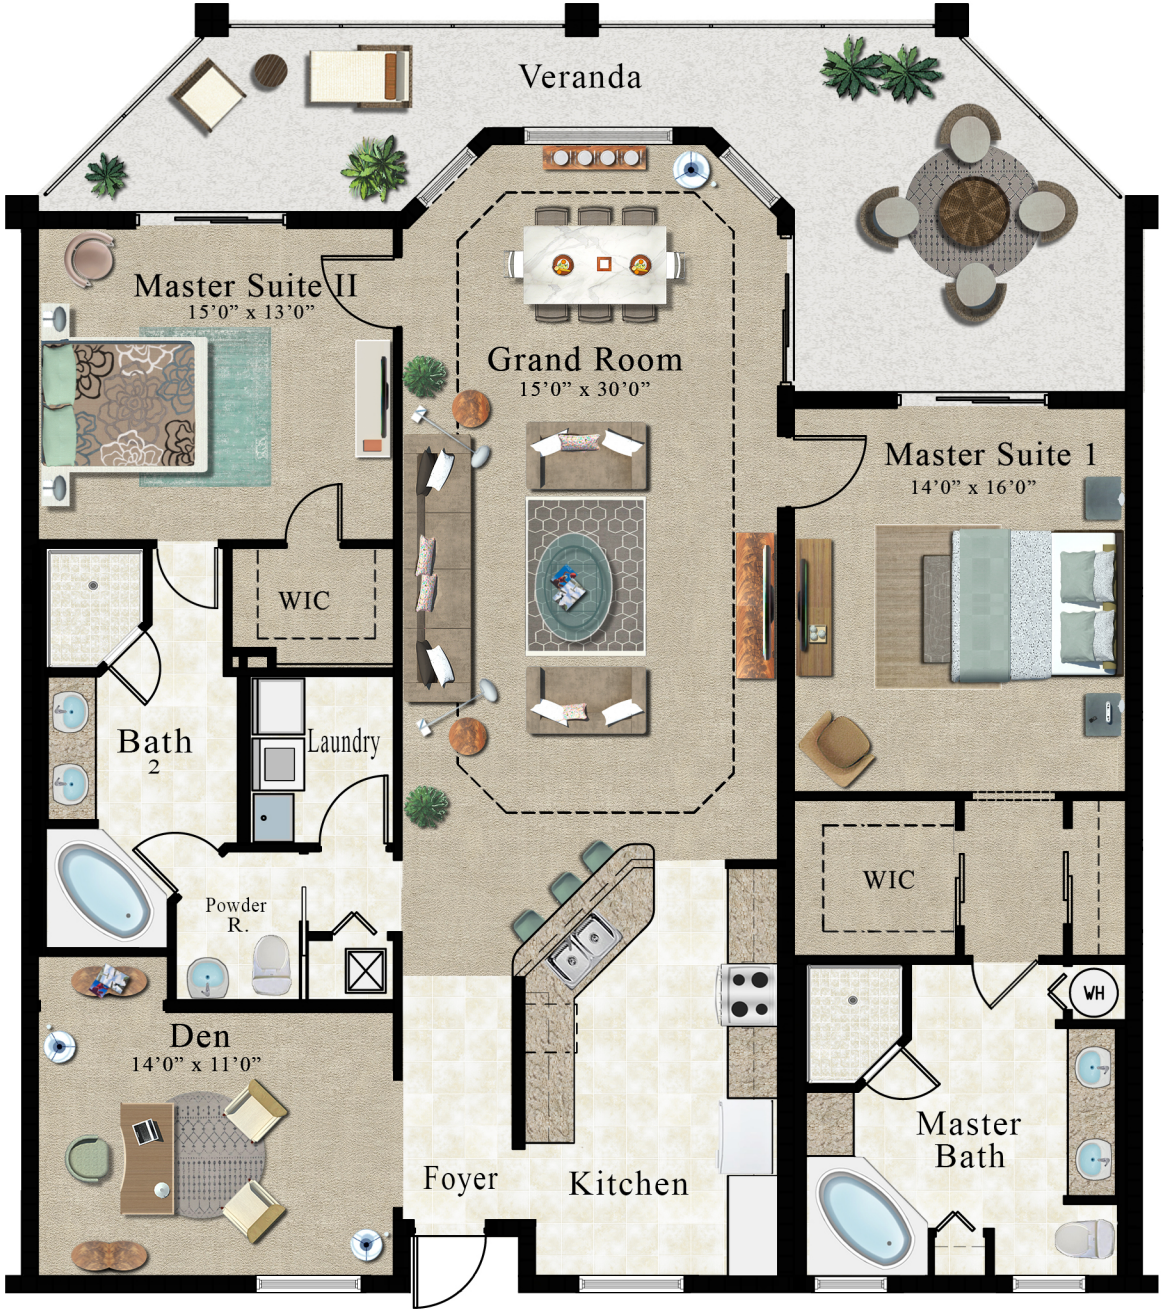 Veranda
Master Suite II
15’0” x 13’0”
Grand Room
15’0” x 30’0”
Master Suite 1
14’0” x 16’0”
WIC
Bath
2
Laundry
WIC
Powder
R.
WH
Den
14’0” x 11’0”
Master
Bath
Foyer
Kitchen